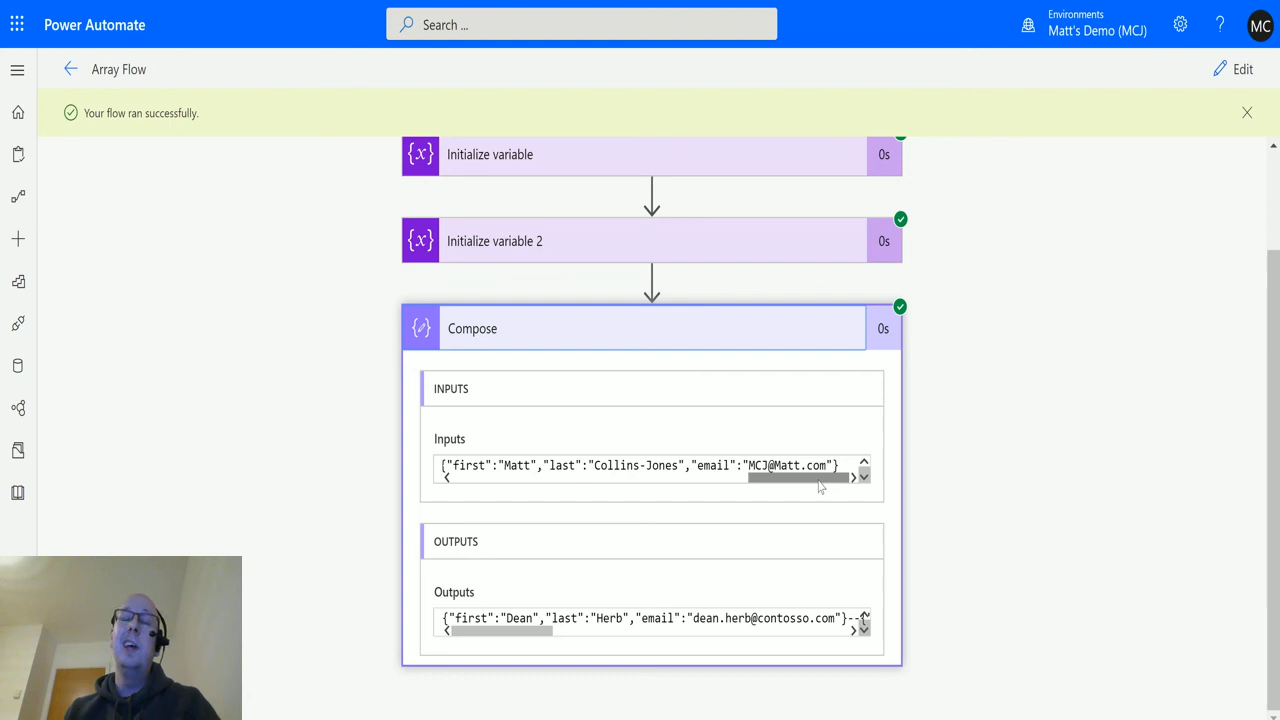 Power Automate
Search ...
Environments
Matt's Demo (MCJ)
MC
Array Flow
Edit
Your flow ran successfully.
Initialize variable
0s
Initialize variable 2
0s
Compose
0s
INPUTS
Inputs
{"first":"Matt","last":"Collins-Jones","email":"MCJ@Matt.com"}
OUTPUTS
Outputs
{"first":"Dean","last":"Herb","email":"dean.herb@contosso.com"}--{